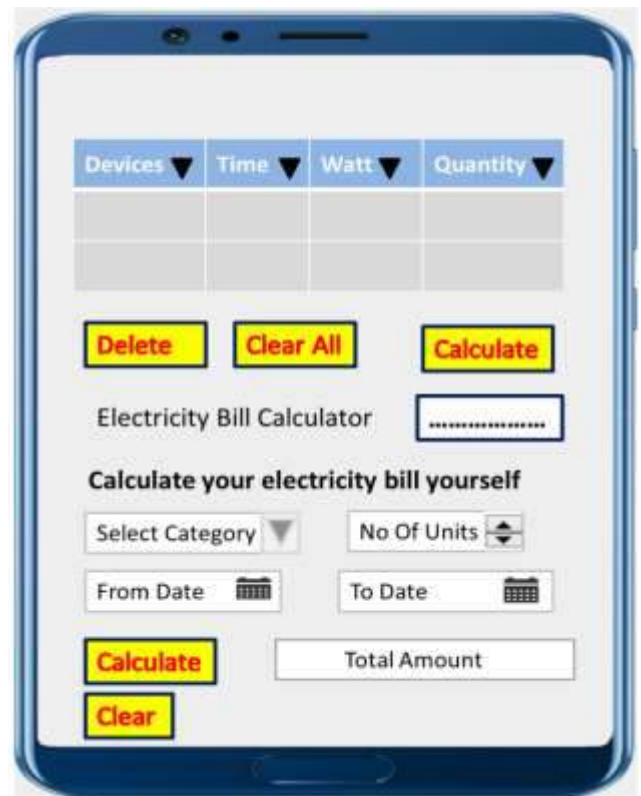 Devices Time Watt Quantity
Delete Clear All Calculate
Electricity Bill Calculator ..................
Calculate your electricity bill yourself
Select Category No Of Units
From Date To Date
Calculate Total Amount
Clear